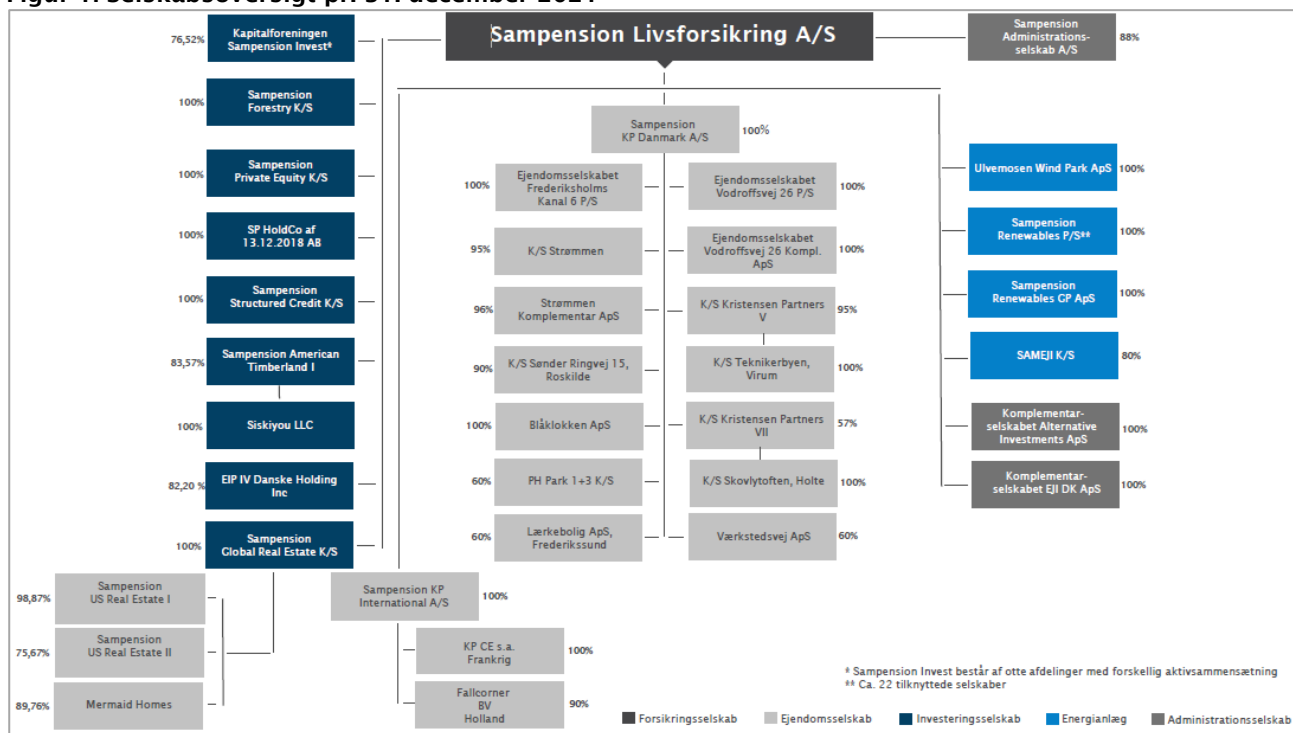 Sampension Livsforsikring A/S
76,52%
Kapitalforeningen
Sampension Invest*
100%
Sampension
Forestry K/S
100%
Sampension
Private Equity K/S
100%
SP HoldCo af
13.12.2018 AB
100%
Sampension
Structured Credit K/S
83,57%
Sampension American
Timberland I
100%
Siskiyou LLC
82,20 %
EIP IV Danske Holding
Inc
100%
Sampension
Global Real Estate K/S
98,87%
Sampension
US Real Estate I
75,67%
Sampension
US Real Estate II
89,76%
Mermaid Homes
Sampension
KP Danmark A/S
100%
100%
Ejendomsselskabet
Frederiksholms
Kanal 6 P/S
95%
K/S Strømmen
96%
Strømmen
Komplementar ApS
90%
K/S Sønder Ringvej 15,
Roskilde
100%
Blåklokken ApS
60%
PH Park 1+3 K/S
60%
Lærkebolig ApS,
Frederikssund
Ejendomsselskabet
Vodroffsvej 26 P/S
100%
Ejendomsselskabet
Vodroffsvej 26 Kompl.
ApS
100%
K/S Kristensen Partners
V
95%
K/S Teknikerbyen,
Virum
100%
K/S Kristensen Partners
VII
57%
K/S Skovlytoften, Holte
100%
Værkstedsvej ApS
60%
Sampension KP
International A/S
100%
KP CE s.a.
Frankrig
100%
Fallcorner
BV
Holland
90%
Sampension
Administrations-
selskab A/S
88%
Ulvemosen Wind Park ApS
100%
Sampension
Renewables P/S**
100%
Sampension
Renewables GP ApS
100%
SAMEJI K/S
80%
Komplementar-
selskabet Alternative
Investments ApS
100%
Komplementar-
selskabet EJI DK ApS
100%
* Sampension Invest består af otte afdelinger med forskellig aktivsammensætning
** Ca. 22 tilknyttede selskaber
Forsikringsselskab
Ejendomsselskab
Investeringsselskab
Energianlæg
Administrationsselskab